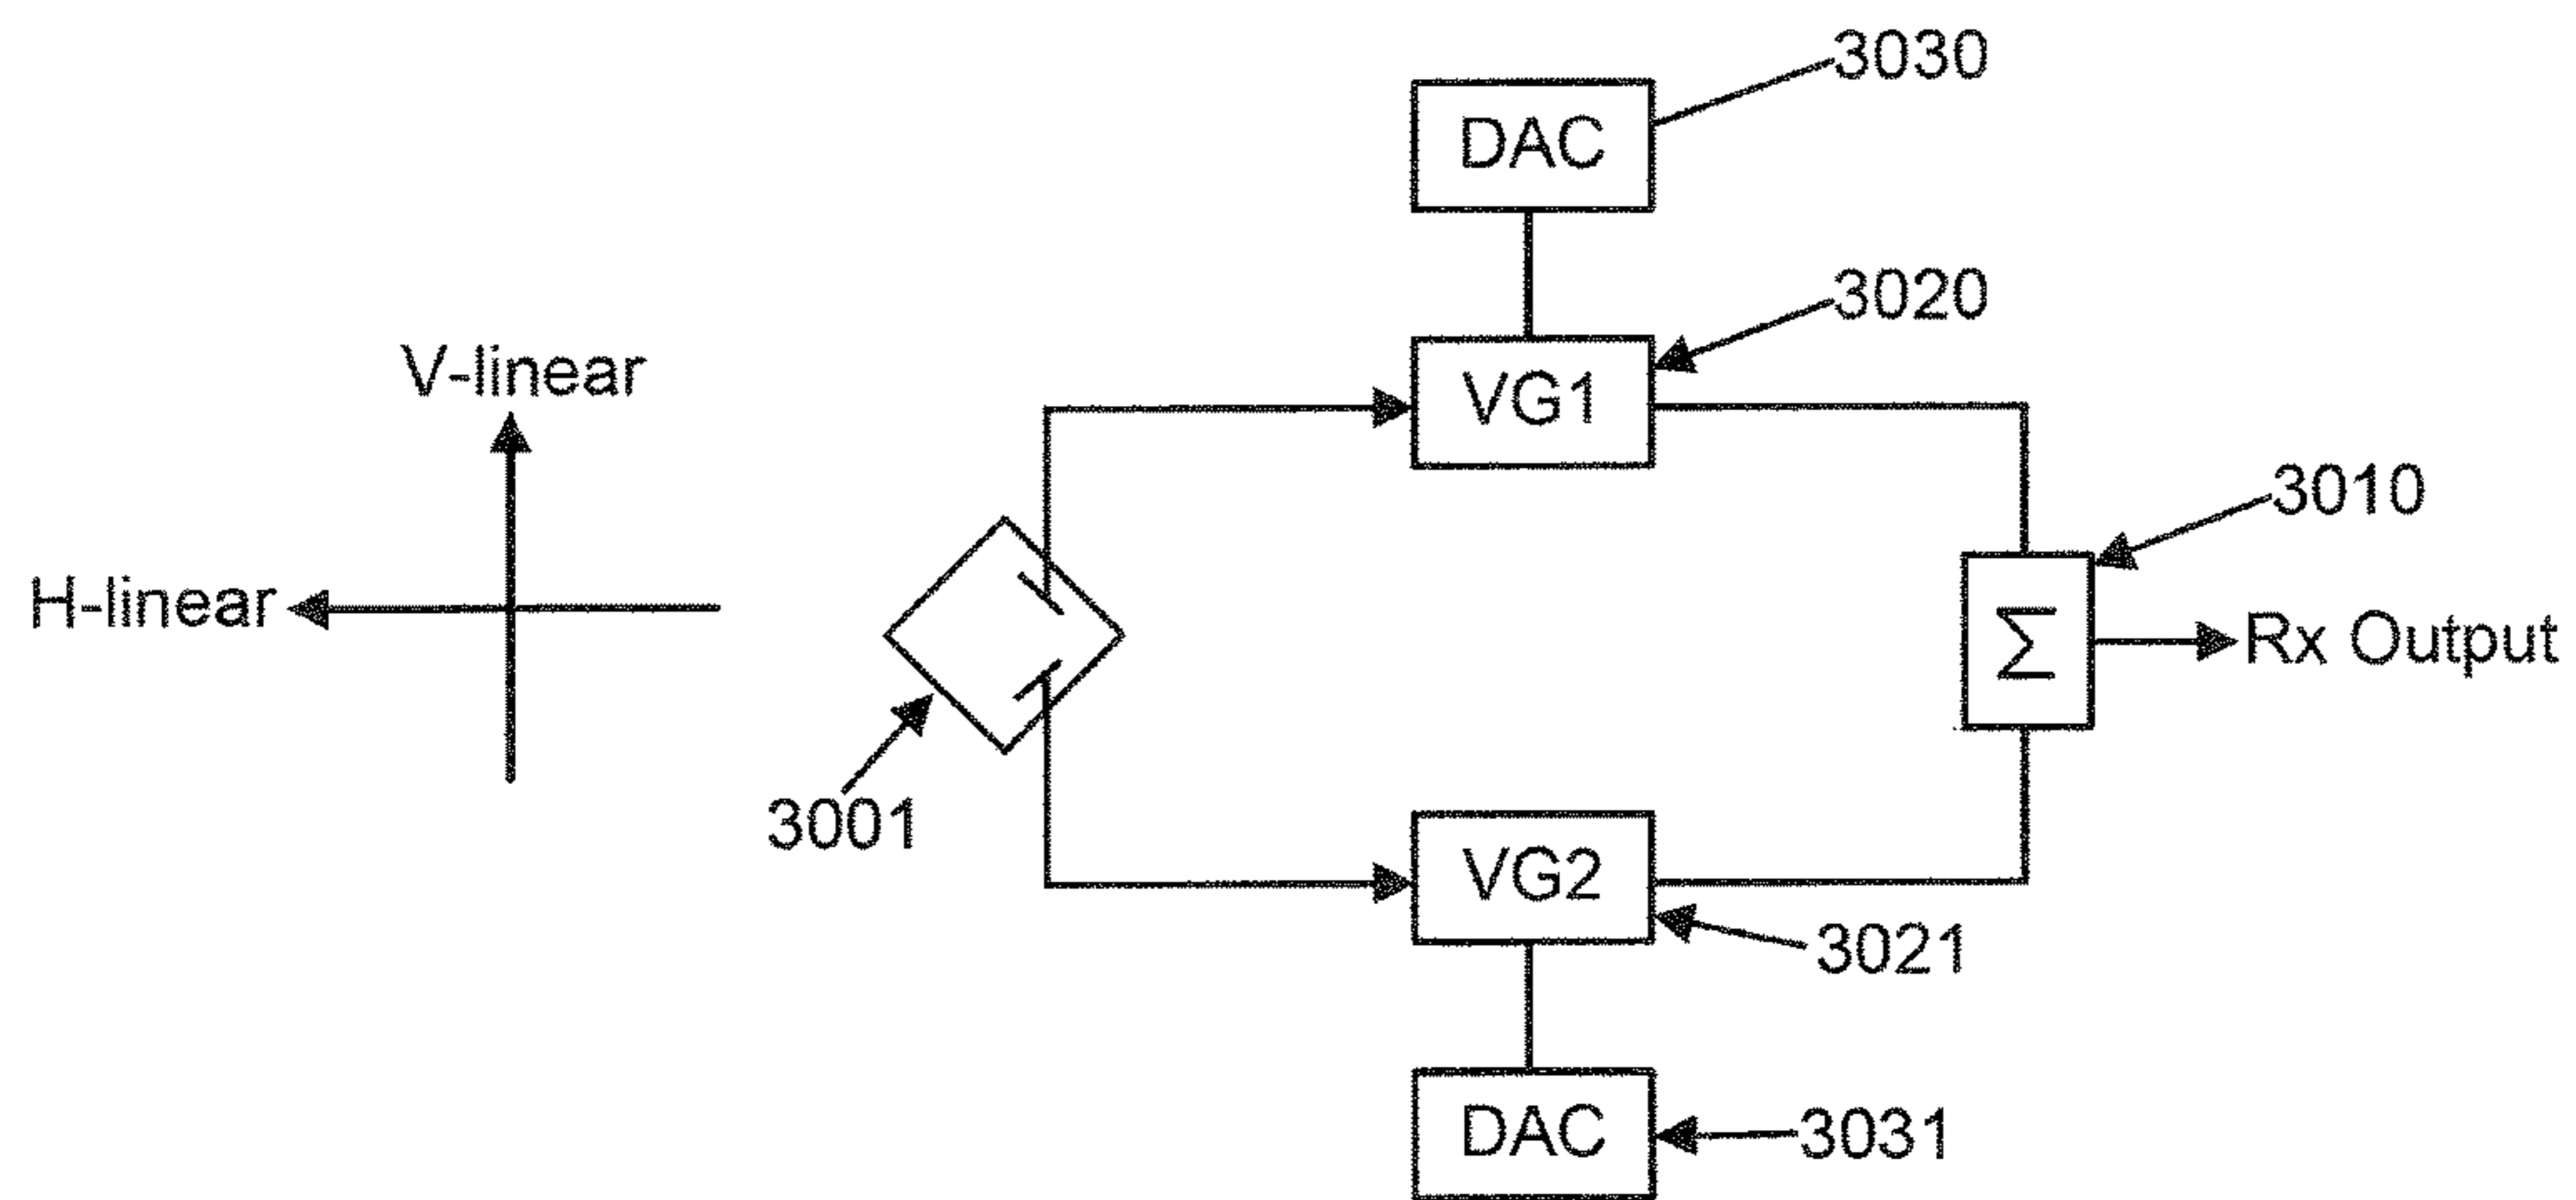 3030
DAC
3020
V-linear
VG1
3010
H-linear
Σ
Rx Output
3001
VG2
3021
DAC
3031